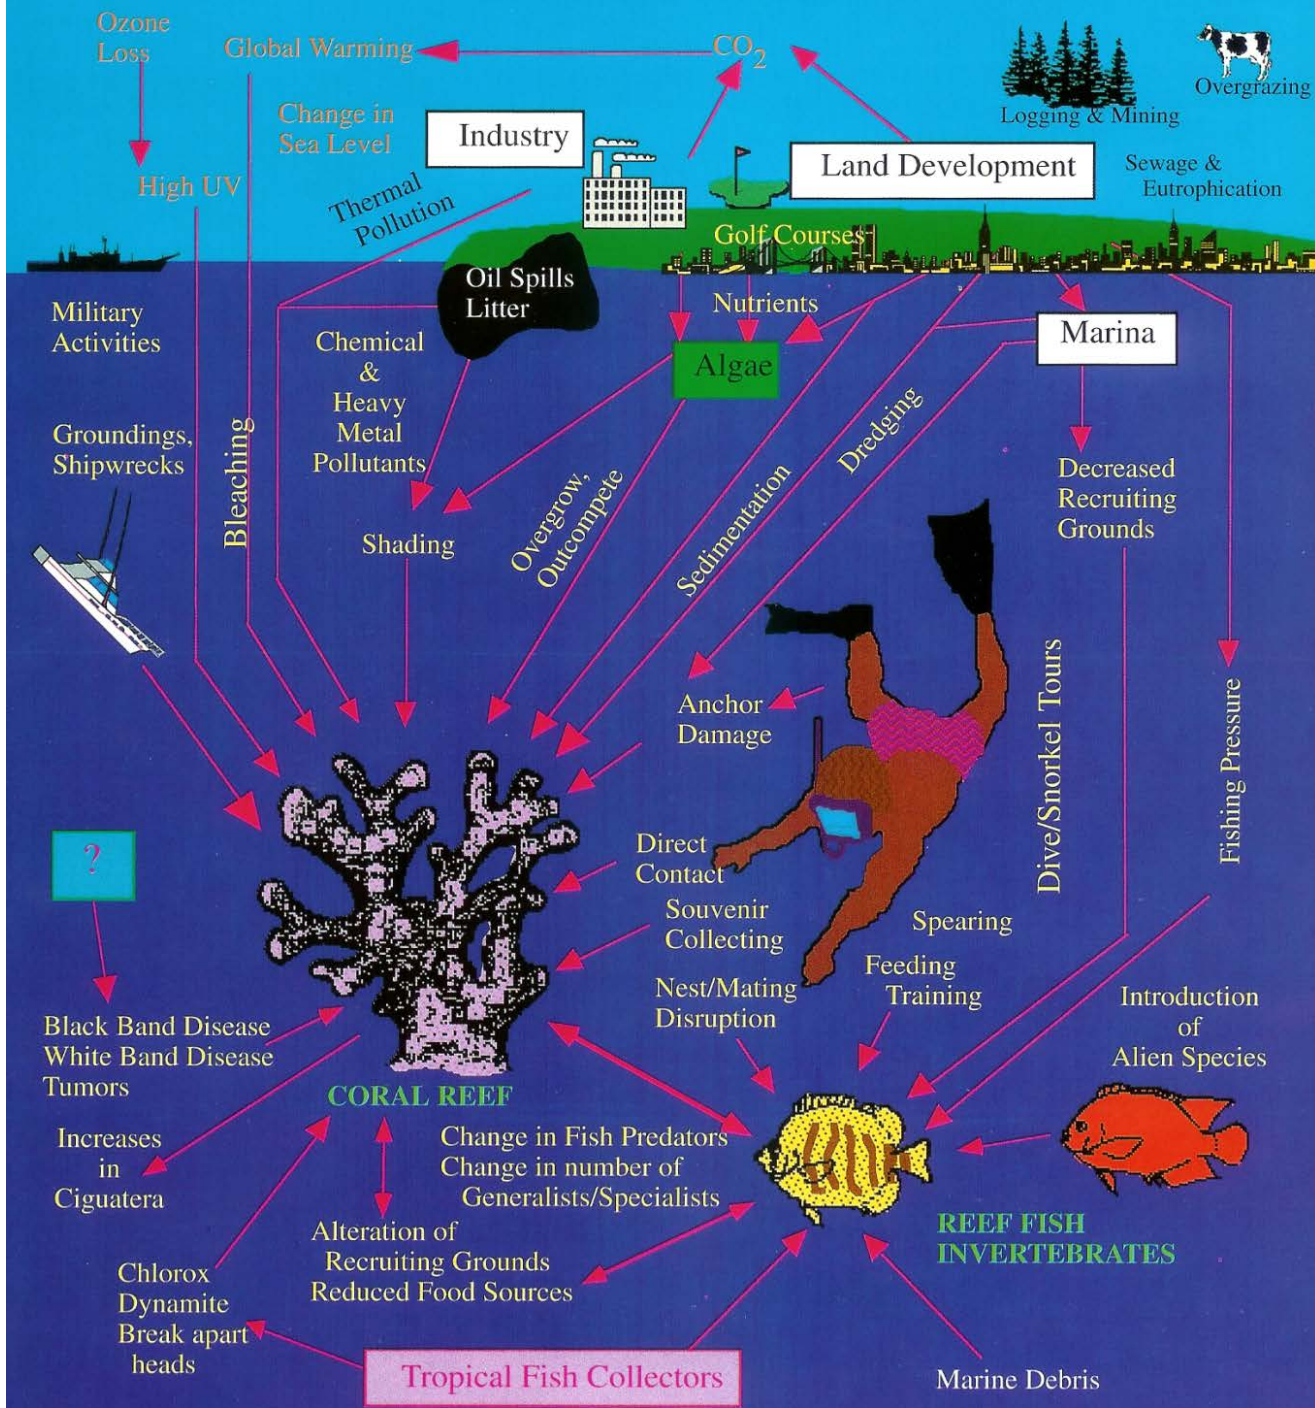 Ozone
Loss
Global Warming
CO2
Overgrazing
Logging & Mining
Change in
Sea Level
Industry
Land Development
Sewage &
Eutrophication
High UV
Thermal
Pollution
Golf Courses
Oil Spills
Litter
Nutrients
Military
Activities
Marina
Chemical
&
Heavy
Metal
Pollutants
Algae
Groundings,
Shipwrecks
Bleaching
Dredging
Decreased
Recruiting
Grounds
Overgrow,
Outcompete
Sedimentation
Shading
Anchor
Damage
Dive/Snorkel Tours
Fishing Pressure
?
Direct
Contact
Souvenir
Collecting
Spearing
Feeding
Training
Nest/Mating
Disruption
Introduction
of
Alien Species
Black Band Disease
White Band Disease
Tumors
CORAL REEF
Increases
in
Ciguatera
Change in Fish Predators
Change in number of
Generalists/Specialists
REEF FISH
INVERTEBRATES
Alteration of
Recruiting Grounds
Reduced Food Sources
Chlorox
Dynamite
Break apart
heads
Tropical Fish Collectors
Marine Debris